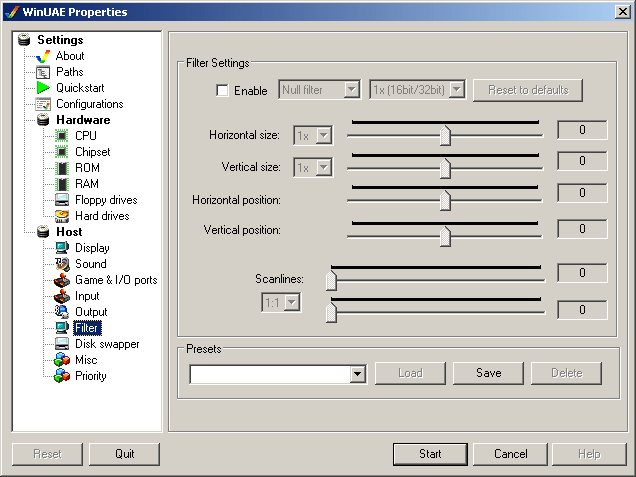 WinUAE Properties
Settings
About
Paths
Quickstart
Configurations
Hardware
CPU
Chipset
ROM
RAM
Floppy drives
Hard drives
Host
Display
Sound
Game & I/O ports
Input
Output
Filter
Disk swapper
Misc
Priority
Filter Settings
Enable Null filter 1x (16bit/32bit) Reset to defaults
Horizontal size: 1x 0
Vertical size: 1x 0
Horizontal position: 0
Vertical position: 0
Scanlines: 0
1:1 0
Presets
Load Save Delete
Reset Quit Start Cancel Help